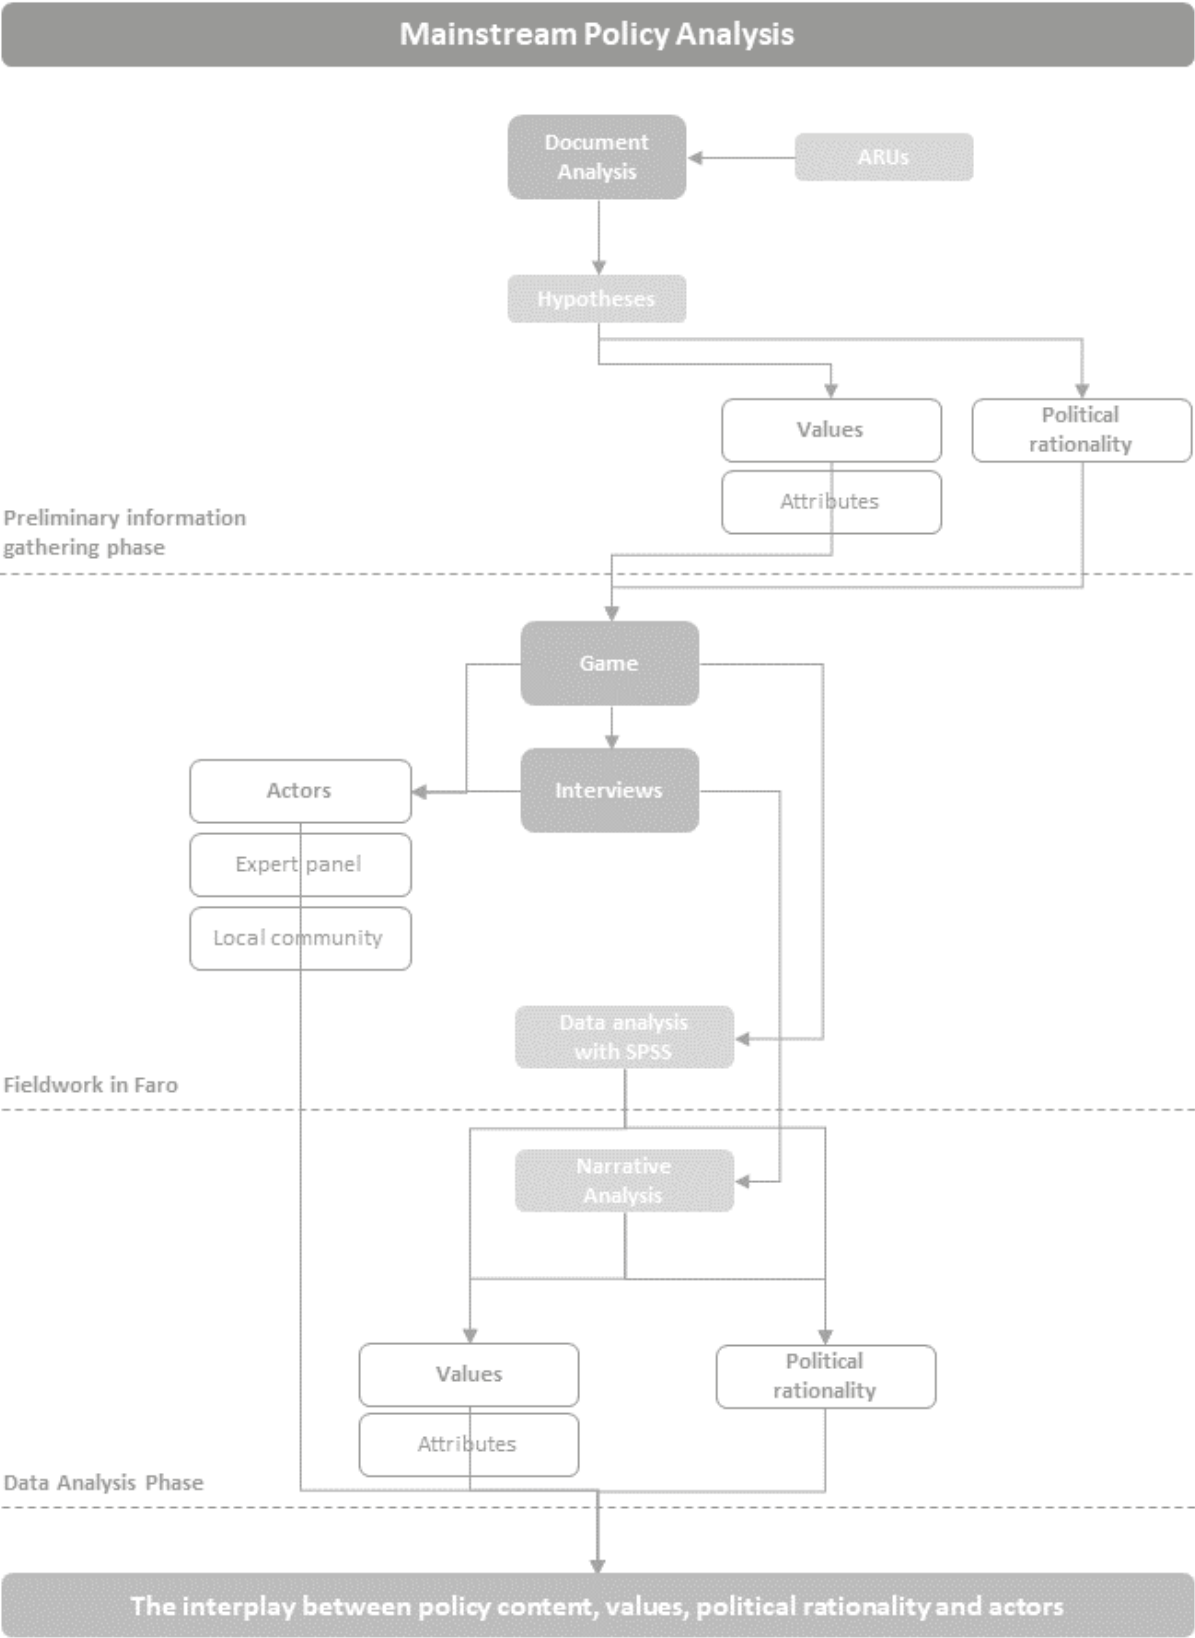 Mainstream Policy Analysis
Document
Analysis
ARUs
Hypotheses
Values
Political
rationality
Attributes
Preliminary information
gathering phase
Game
Interviews
Actors
Expert panel
Local community
Data analysis
with SPSS
Fieldwork in Faro
Narrative
Analysis
Values
Political
rationality
Attributes
Data Analysis Phase
The interplay between policy content, values, political rationality and actors